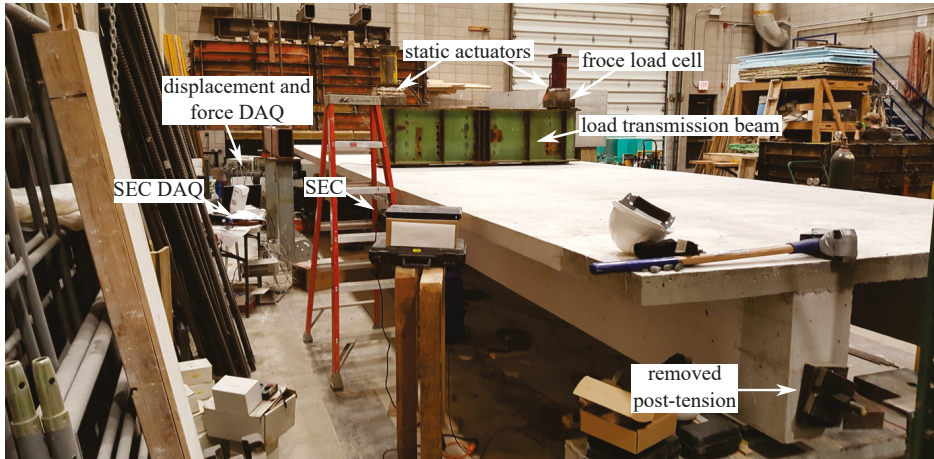 static actuators
froce load cell
displacement and
force DAQ
load transmission beam
SEC DAQ
SEC
removed
post-tension